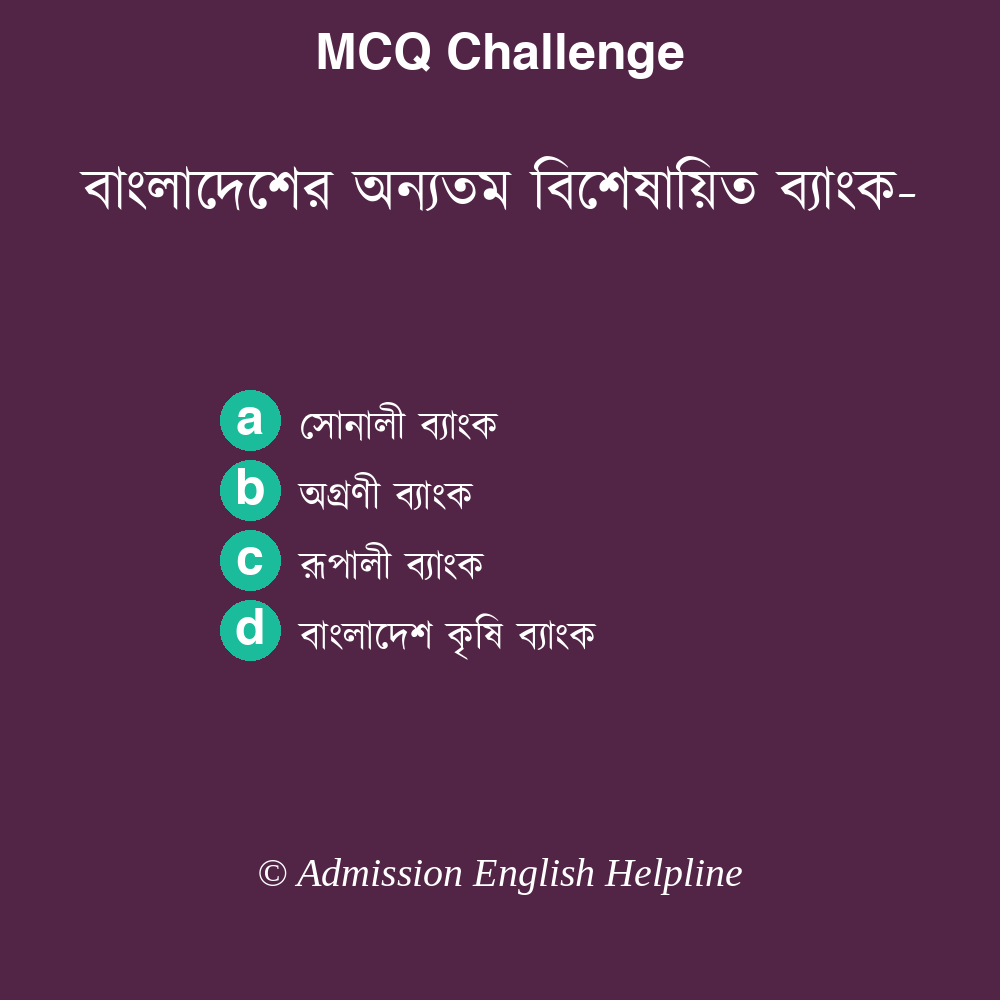 MCQ Challenge
বাংলাদেশের অন্যতম বিশেষায়িত ব্যাংক-
a সোনালী ব্যাংক
b অগ্রণী ব্যাংক
c রূপালী ব্যাংক
d বাংলাদেশ কৃষি ব্যাংক
© Admission English Helpline